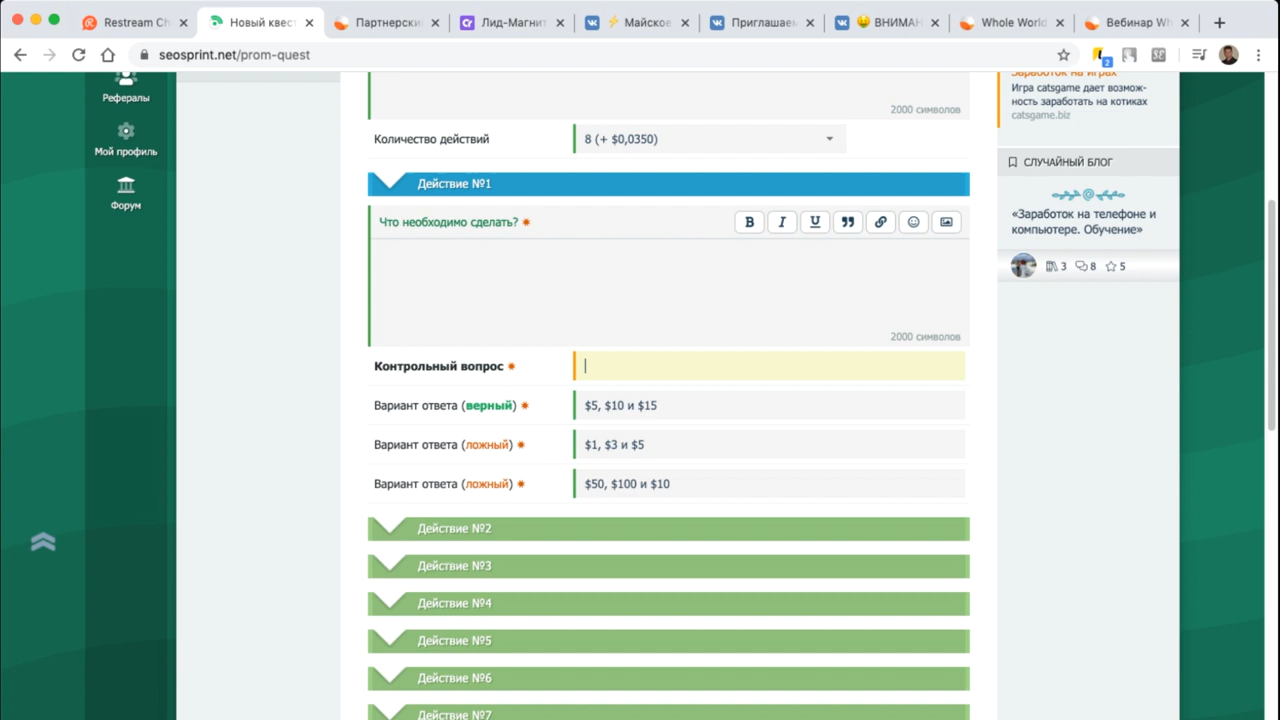 Restream Ch
Новый квест
Партнерски
Лид-Магнит
Майское
Приглашаем
ВНИМАН
Whole World
Вебинар Wh
seosprint.net/prom-quest
2
Рефералы
Мой профиль
Форум
2000 символов
Количество действий
8 (+ $0,0350)
Действие №1
Что необходимо сделать? *
B I U
2000 символов
Контрольный вопрос *
Вариант ответа (верный) *
$5, $10 и $15
Вариант ответа (ложный) *
$1, $3 и $5
Вариант ответа (ложный) *
$50, $100 и $10
Действие №2
Действие №3
Действие №4
Действие №5
Действие №6
Действие №7
Заработок на играх
Игра catsgame дает возмож-
ность заработать на котиках
catsgame.biz
СЛУЧАЙНЫЙ БЛОГ
«Заработок на телефоне и
компьютере. Обучение»
3 8 5